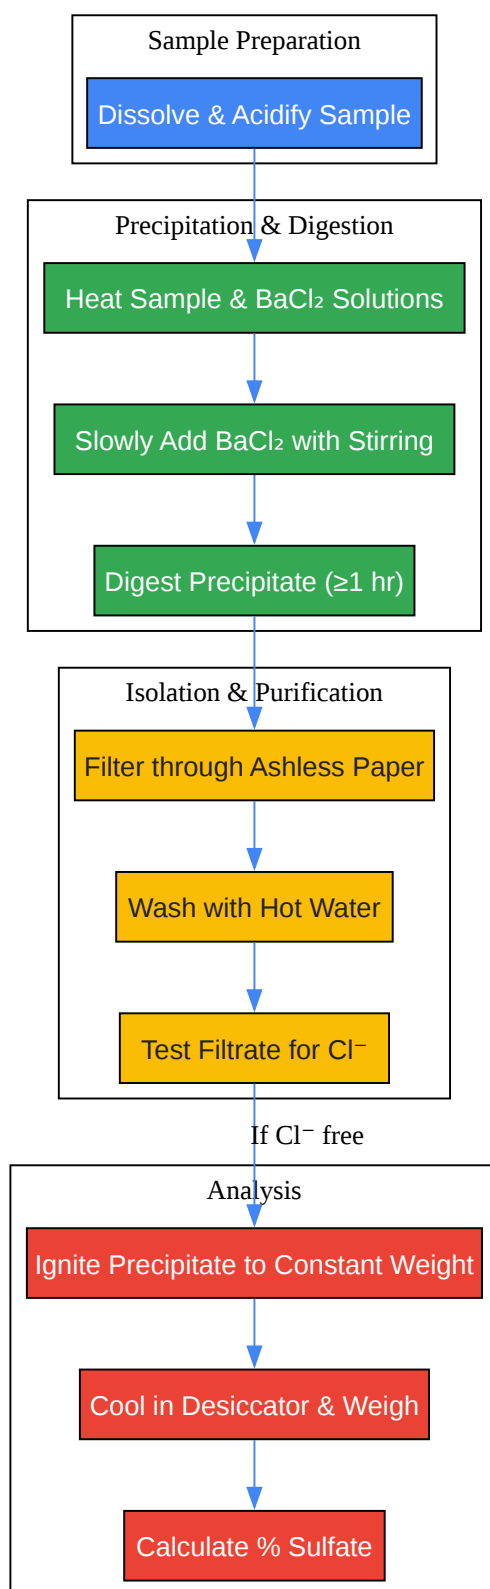 Sample Preparation
Dissolve & Acidify Sample
Precipitation & Digestion
Heat Sample & BaCl₂ Solutions
Slowly Add BaCl₂ with Stirring
Digest Precipitate (≥1 hr)
Isolation & Purification
Filter through Ashless Paper
Wash with Hot Water
Test Filtrate for Cl⁻
If Cl⁻ free
Analysis
Ignite Precipitate to Constant Weight
Cool in Desiccator & Weigh
Calculate % Sulfate